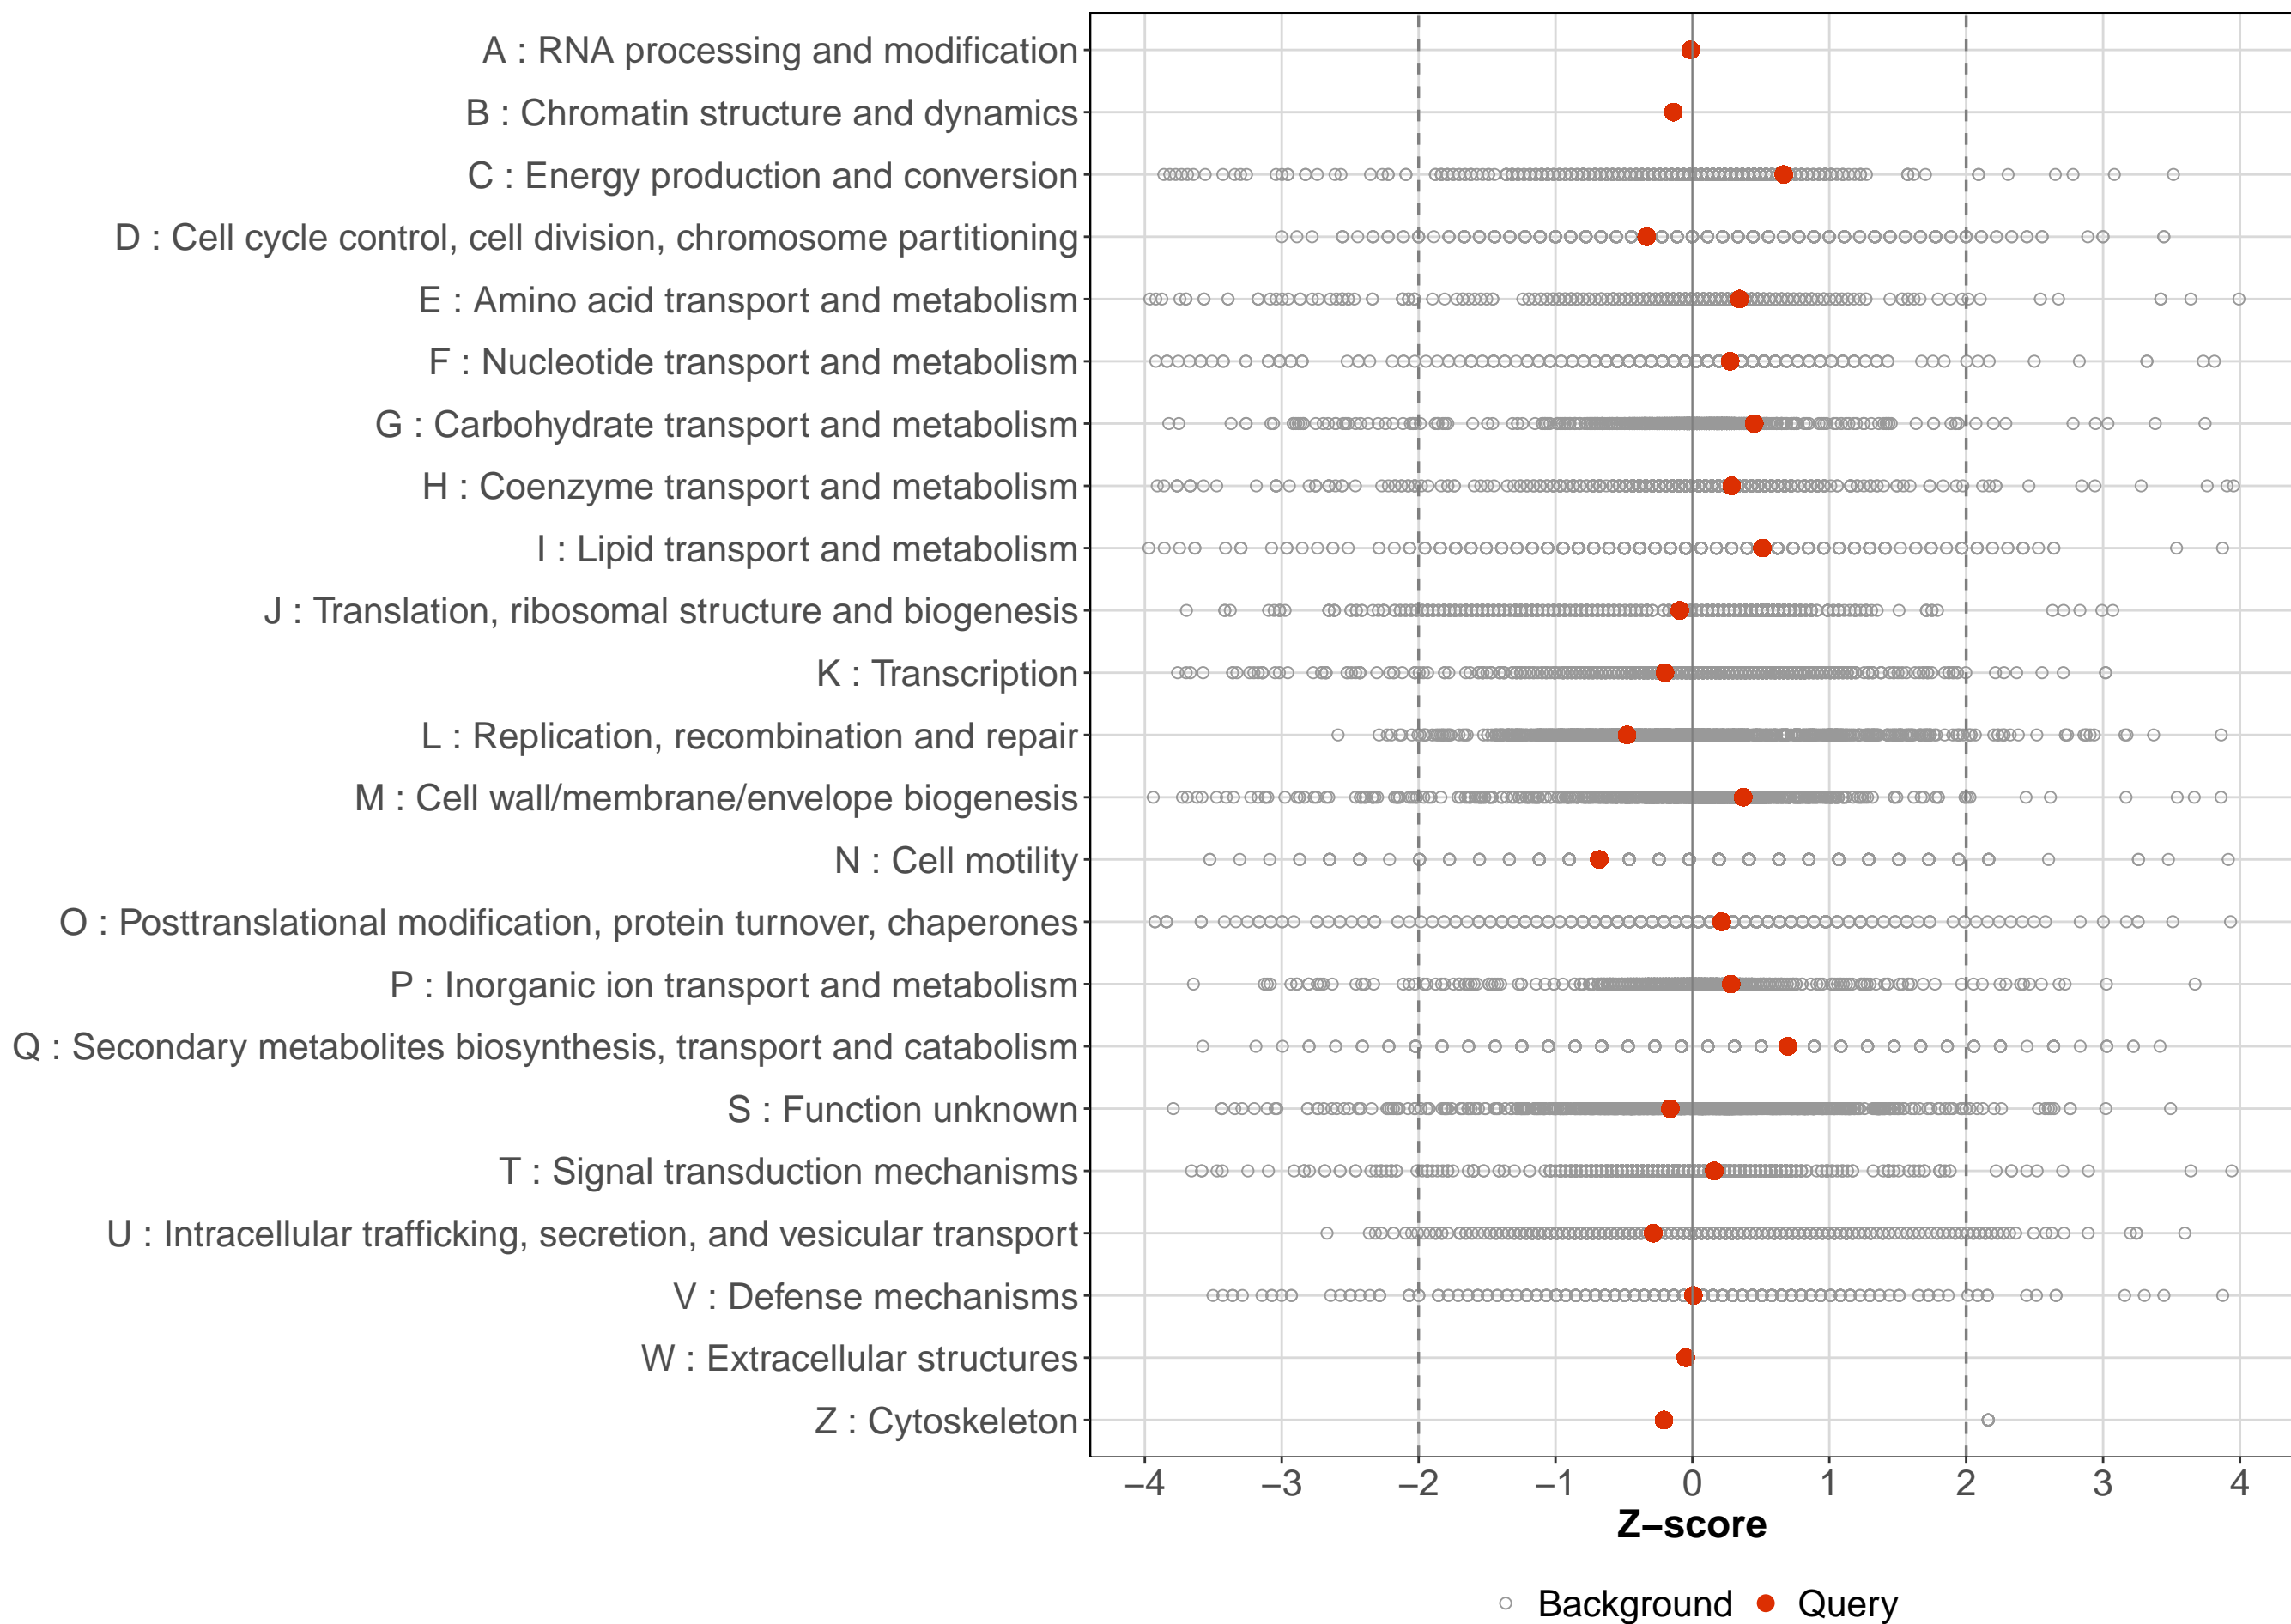 A : RNA processing and modification
B : Chromatin structure and dynamics
C : Energy production and conversion
D : Cell cycle control, cell division, chromosome partitioning
E : Amino acid transport and metabolism
F : Nucleotide transport and metabolism
G : Carbohydrate transport and metabolism
H : Coenzyme transport and metabolism
I : Lipid transport and metabolism
J : Translation, ribosomal structure and biogenesis
K : Transcription
L : Replication, recombination and repair
M : Cell wall/membrane/envelope biogenesis
N : Cell motility
O : Posttranslational modification, protein turnover, chaperones
P : Inorganic ion transport and metabolism
Q : Secondary metabolites biosynthesis, transport and catabolism
S : Function unknown
T : Signal transduction mechanisms
U : Intracellular trafficking, secretion, and vesicular transport
V : Defense mechanisms
W : Extracellular structures
Z : Cytoskeleton
−4 −3 −2 −1 0 1 2 3 4
Z−score
Background Query